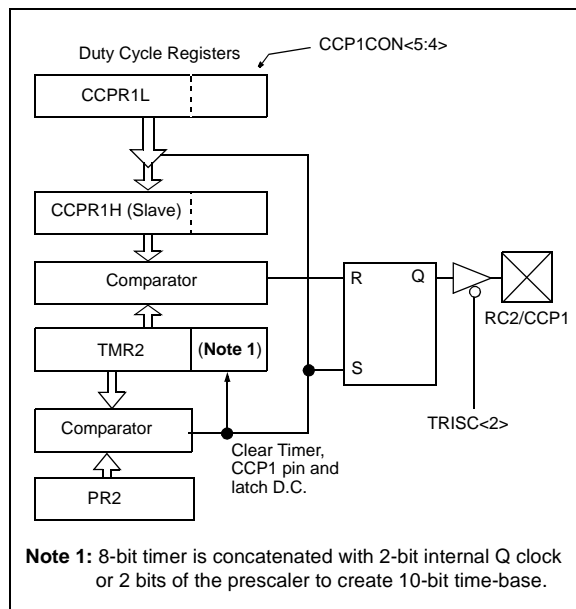 Duty Cycle Registers
CCP1CON<5:4>
CCPR1L
CCPR1H (Slave)
Comparator
R
Q
RC2/CCP1
TMR2
(Note 1)
S
TRISC<2>
Comparator
Clear Timer,
CCP1 pin and
latch D.C.
PR2
Note 1: 8-bit timer is concatenated with 2-bit internal Q clock
or 2 bits of the prescaler to create 10-bit time-base.